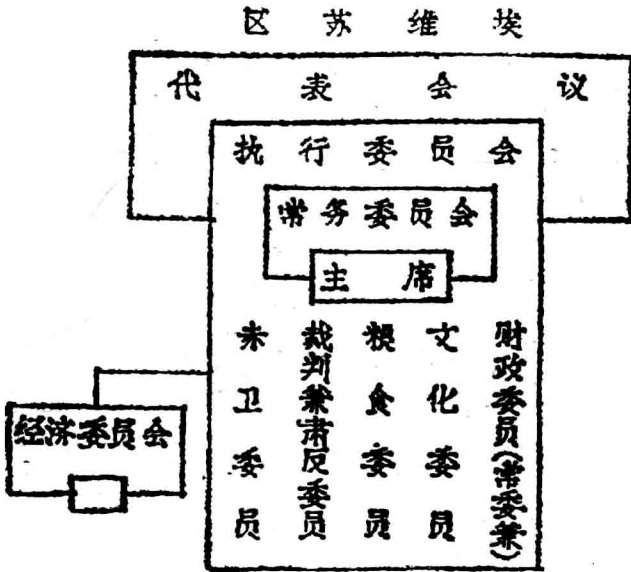 区苏维埃
代表会议
执行委员会
常务委员会
主席
未卫委员
裁判兼肃反委员
粮食委员
文化委员
财政委员(常委兼)
经济委员会